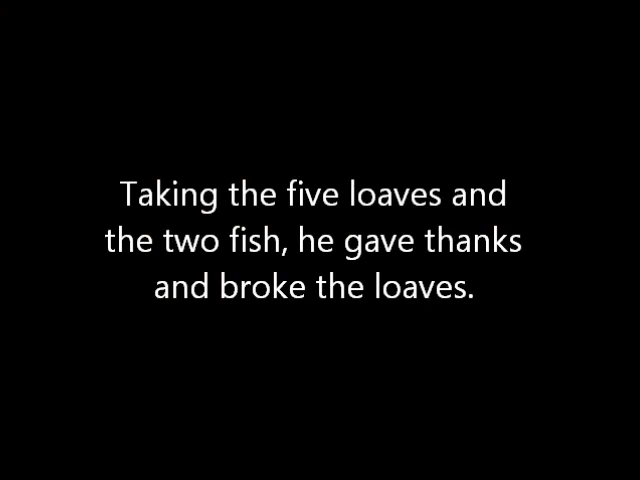 Taking the five loaves and
the two fish, he gave thanks
and broke the loaves.